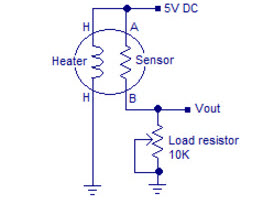 5V DC
H
A
Heater
Sensor
H
B
Vout
Load resistor
10K